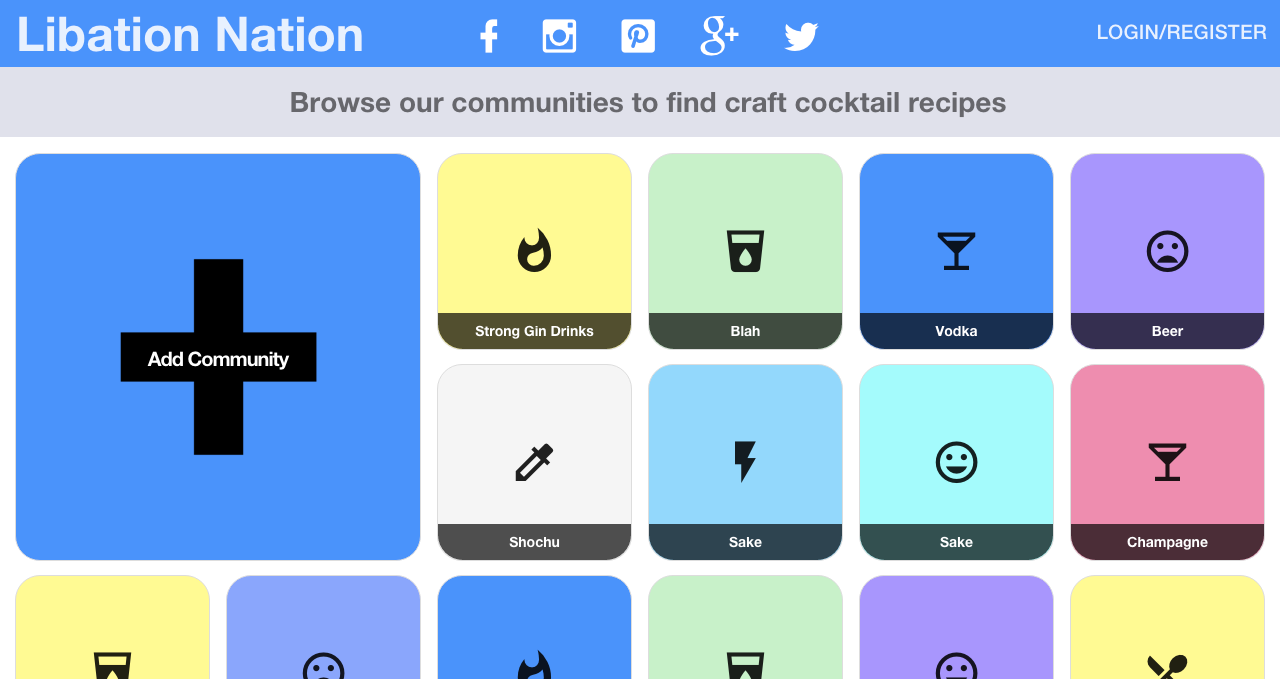 Libation Nation
LOGIN/REGISTER
Browse our communities to find craft cocktail recipes
Add Community
Strong Gin Drinks
Blah
Vodka
Beer
Shochu
Sake
Sake
Champagne